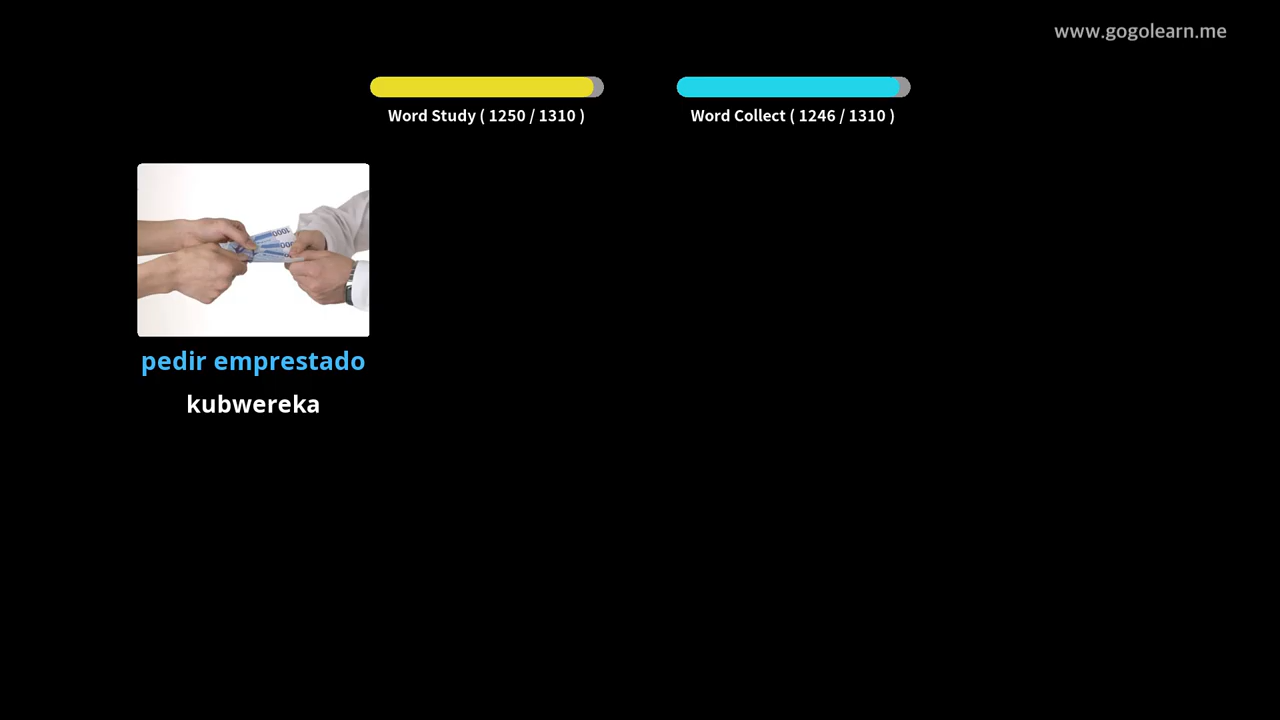 www.gogolearn.me
Word Study ( 1250 / 1310 )
Word Collect ( 1246 / 1310 )
pedir emprestado
kubwereka